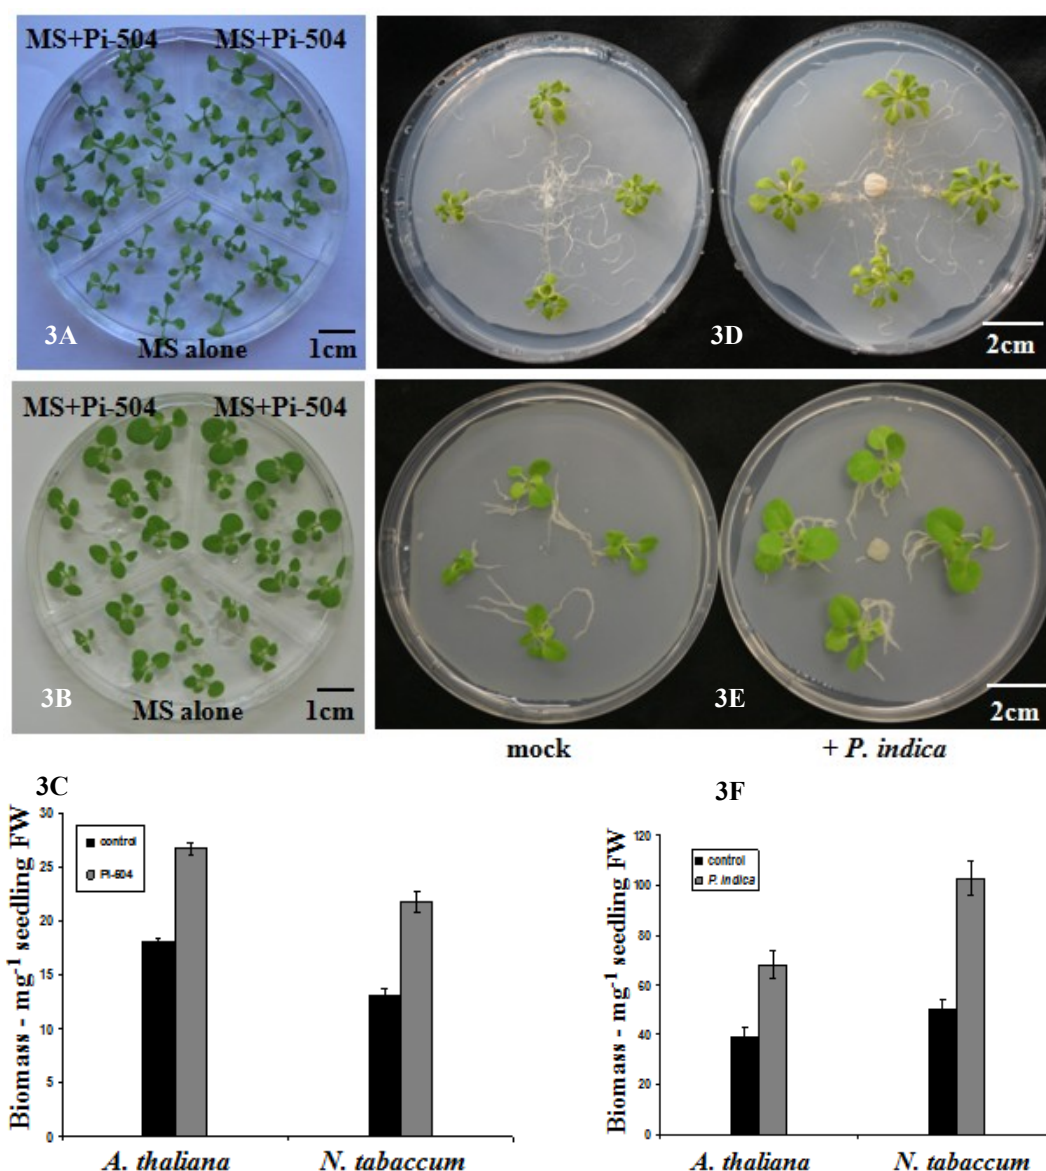 MS+Pi-504 MS+Pi-504
3A
MS alone
1cm
3D
2cm
MS+Pi-504 MS+Pi-504
3B
MS alone
1cm
3E
2cm
mock
+ P. indica
3C
Biomass - mg-1 seedling FW
30
25
20
15
10
5
0
control
Pi-504
A. thaliana
N. tabaccum
3F
Biomass - mg-1 seedling FW
120
100
80
60
40
20
0
control
P. indica
A. thaliana
N. tabaccum